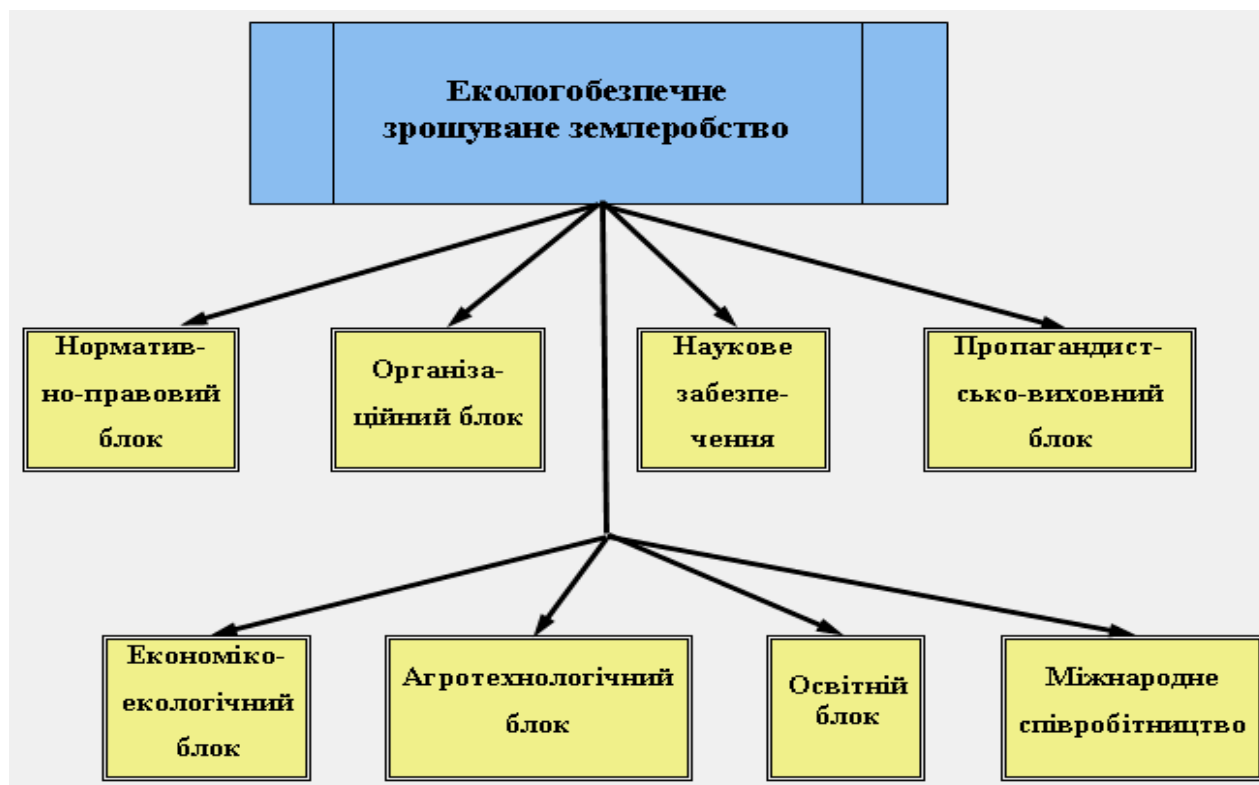 Екологобезпечне
зрошуване землеробство
Норматив-
но-правовий
блок
Організа-
ційний блок
Наукове
забезпе-
чення
Пропагандист-
сько-виховний
блок
Економіко-
екологічний
блок
Агротехнологічний
блок
Освітній
блок
Міжнародне
співробітництво